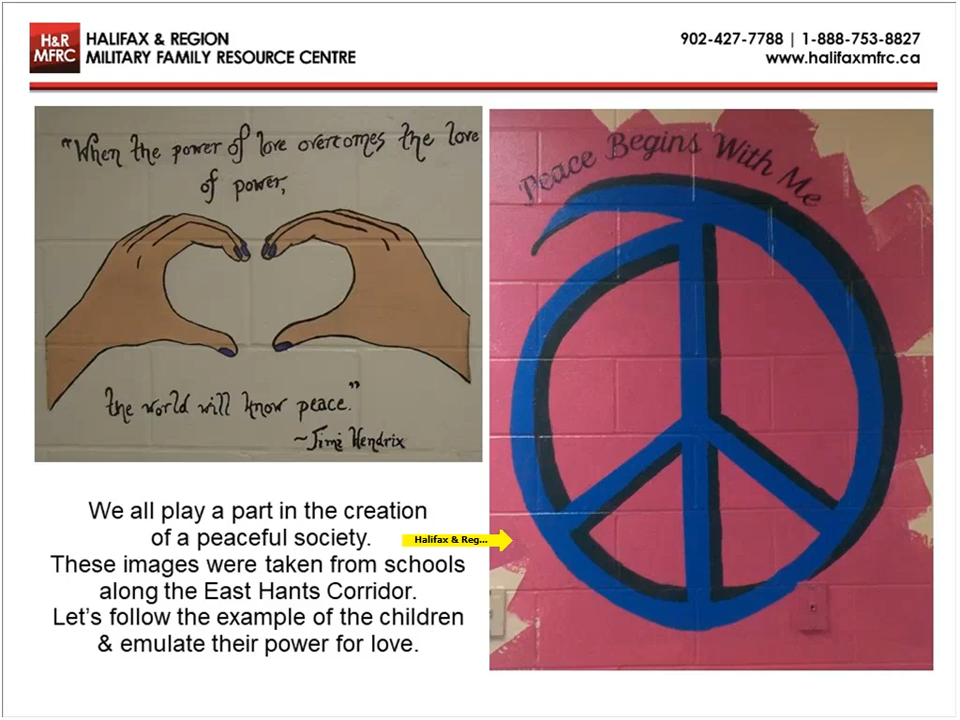 H&R
MFRC
HALIFAX & REGION
MILITARY FAMILY RESOURCE CENTRE
902-427-7788 | 1-888-753-8827
www.halifaxmfrc.ca
"When the power of love overcomes the love
of power,
the world will know peace."
~Jimi Hendrix
Peace Begins With Me
We all play a part in the creation
of a peaceful society.
Halifax & Reg...
These images were taken from schools
along the East Hants Corridor.
Let's follow the example of the children
& emulate their power for love.